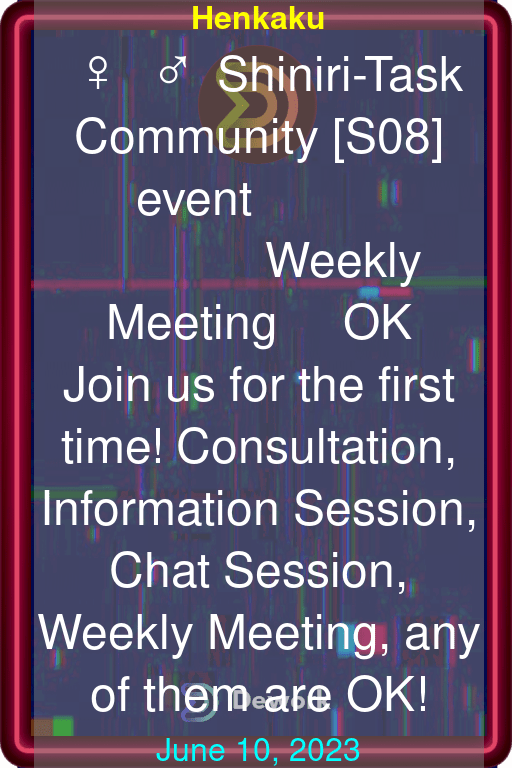 Henkaku
♀ ♂ Shiniri-Task
Community [S08]
event
Weekly
Meeting OK
Join us for the first
time! Consultation,
Information Session,
Chat Session,
Weekly Meeting, any
of them are OK!
Dework
June 10, 2023